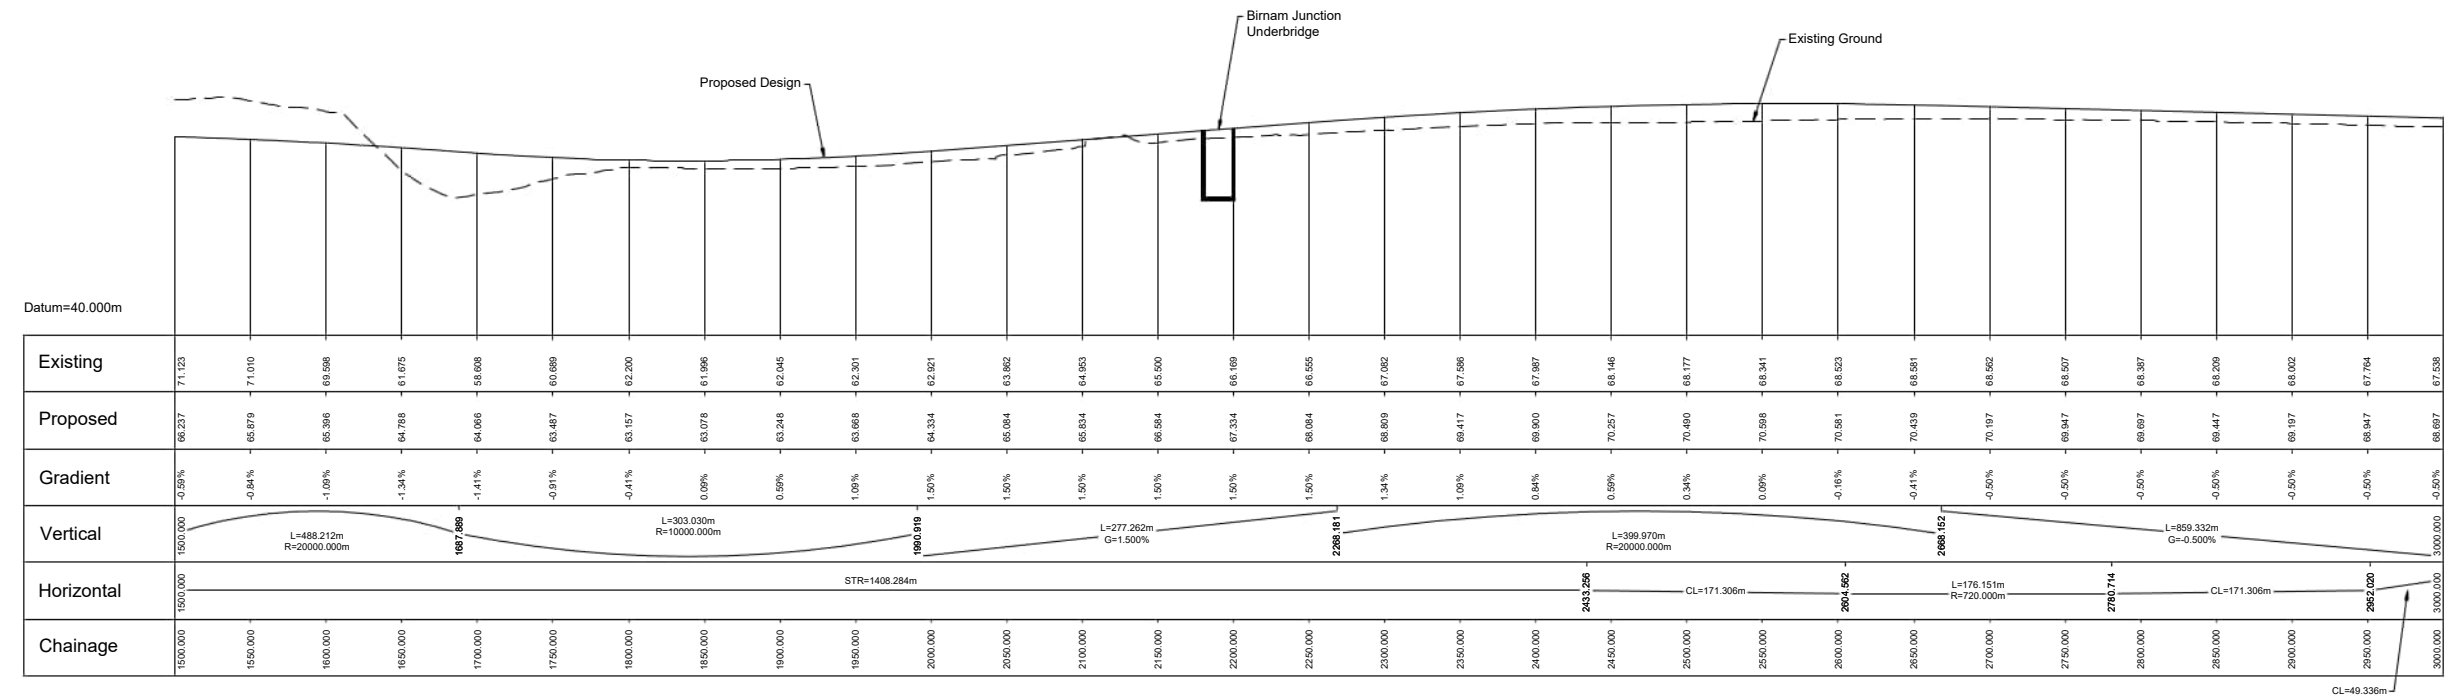 Birnam Junction
Underbridge
Existing Ground
Proposed Design
Datum=40.000m
Existing 71.123 71.010 69.598 61.675 58.608 60.689 62.200 61.996 62.045 62.301 62.921 63.862 64.953 65.500 66.169 66.555 67.082 67.586 67.987 68.146 68.177 68.341 68.523 68.581 68.562 68.507 68.387 68.209 68.002 67.764 67.538
Proposed 66.237 65.879 65.396 64.788 64.066 63.487 63.157 63.078 63.248 63.668 64.334 65.084 65.834 66.584 67.334 68.084 68.809 69.417 69.900 70.257 70.490 70.598 70.581 70.439 70.197 69.947 69.697 69.447 69.197 68.947 68.697
Gradient -0.59% -0.84% -1.09% -1.34% -1.41% -0.91% -0.41% 0.09% 0.59% 1.09% 1.50% 1.50% 1.50% 1.50% 1.50% 1.50% 1.34% 1.09% 0.84% 0.59% 0.34% 0.09% -0.16% -0.41% -0.50% -0.50% -0.50% -0.50% -0.50% -0.50% -0.50%
Vertical 1500.000 L=488.212m
R=20000.000m
1687.889 L=303.030m
R=10000.000m
1990.919 L=277.262m
G=1.500%
2268.181 L=399.970m
R=20000.000m
2668.152 L=859.332m
G=-0.500%
3000.000
Horizontal 1500.000 STR=1408.284m 2433.256 CL=171.306m 2604.562 L=176.151m
R=720.000m
2780.714 CL=171.306m 2952.020 3000.000
Chainage 1500.000 1550.000 1600.000 1650.000 1700.000 1750.000 1800.000 1850.000 1900.000 1950.000 2000.000 2050.000 2100.000 2150.000 2200.000 2250.000 2300.000 2350.000 2400.000 2450.000 2500.000 2550.000 2600.000 2650.000 2700.000 2750.000 2800.000 2850.000 2900.000 2950.000 3000.000
CL=49.336m